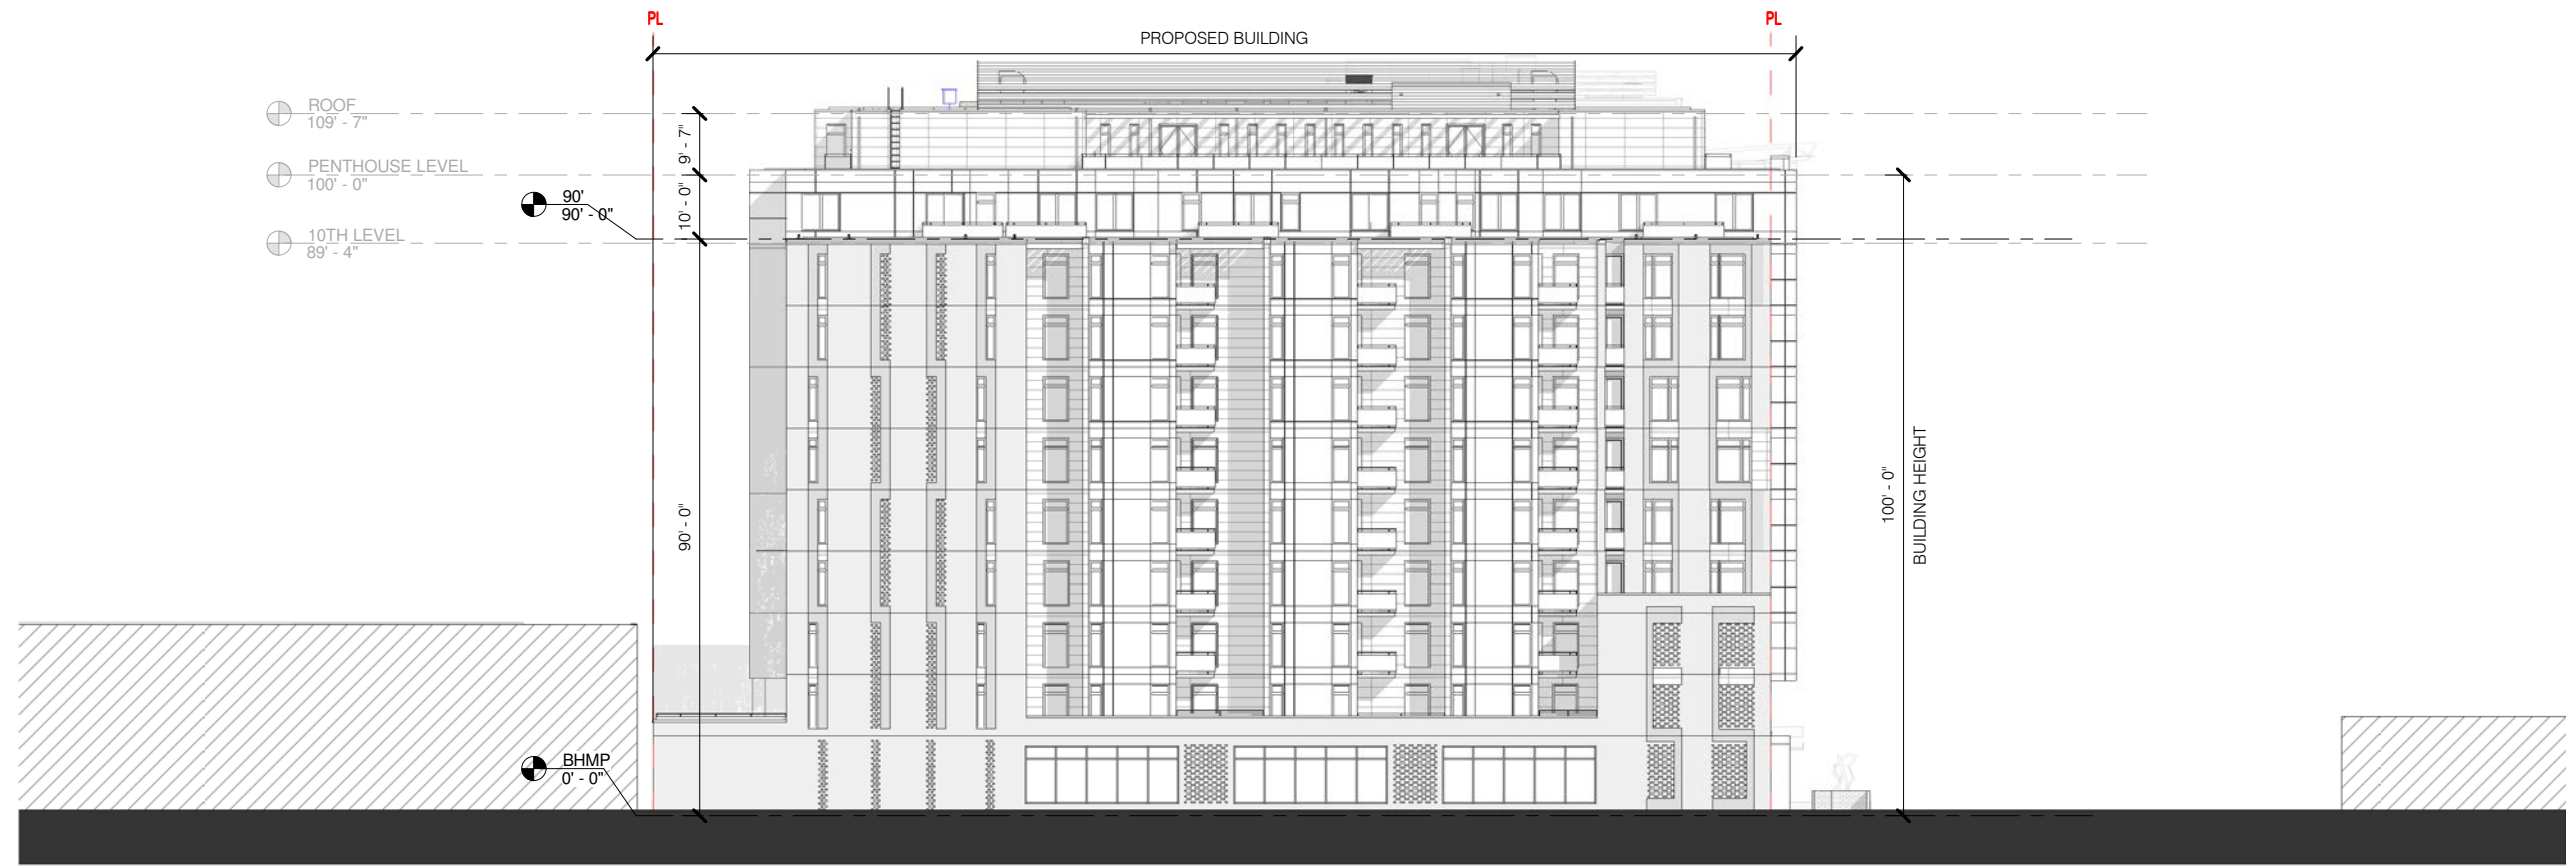 PL
PL
PROPOSED BUILDING
ROOF
109' - 7"
9' - 7"
PENTHOUSE LEVEL
100' - 0"
90'
90' - 0"
10' - 0"
10TH LEVEL
89' - 4"
90' - 0"
100' - 0"
BUILDING HEIGHT
BHMP
0' - 0"